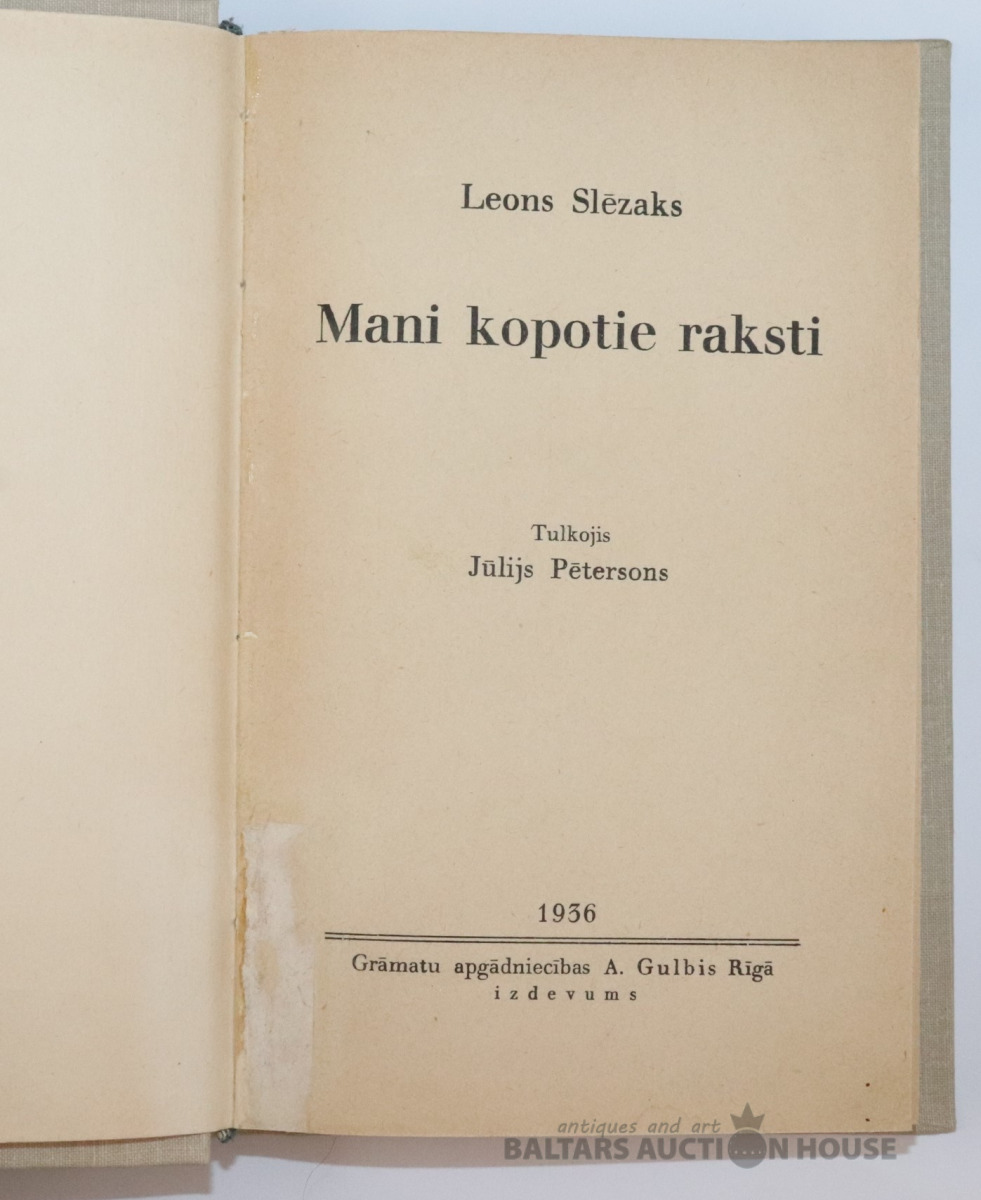 Leons Slēzaks
Mani kopotie raksti
Tulkojis
Jūlijs Pētersons
1936
Grāmatu apgādniecības A. Gulbis Rīgā
izdevums
antiques and art
BALTARS AUCTION HOUSE